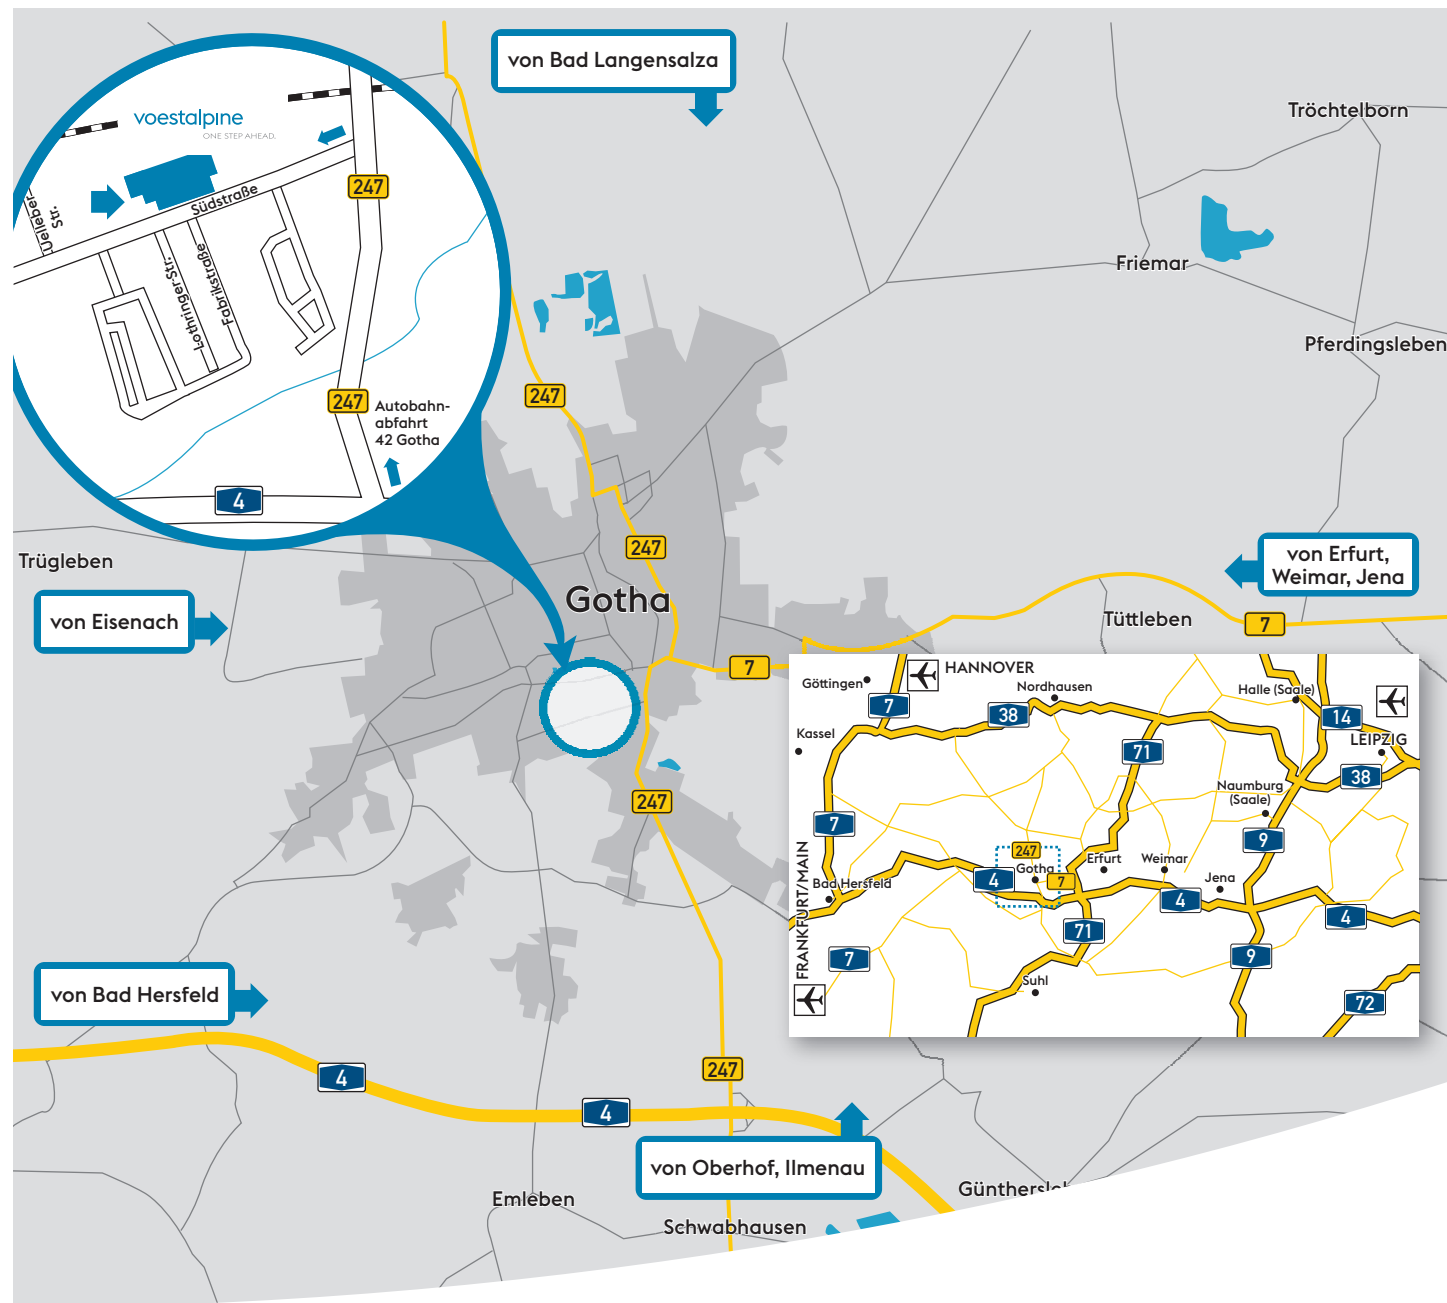 von Bad Langensalza
Tröchtelborn
voestalpine
ONE STEP AHEAD.
247
Südstraße
Uelleber-
Str.
Lothringer-Str.
Fabrikstraße
Friemar
Pferdingsleben
247
247
Autobahn-
abfahrt
42 Gotha
4
247
von Erfurt,
Weimar, Jena
Trügleben
von Eisenach
Gotha
Tüttleben
7
7
247
HANNOVER
Göttingen
Nordhausen
Halle (Saale)
7
38
14
Kassel
71
LEIPZIG
38
Naumburg
(Saale)
7
9
247
Erfurt
Weimar
Gotha
4
7
Jena
Bad Hersfeld
4
4
71
FRANKFURT/MAIN
7
9
Suhl
72
von Bad Hersfeld
4
247
4
von Oberhof, Ilmenau
Emleben
Schwabhausen